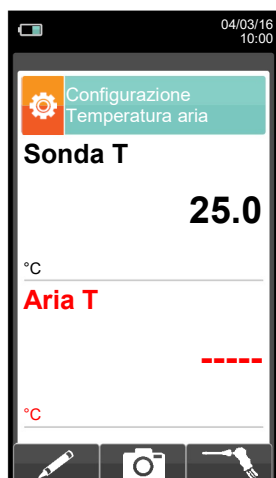 04/03/16
10:00
Configurazione
Temperatura aria
Sonda T
25.0
°C
Aria T
-----
°C